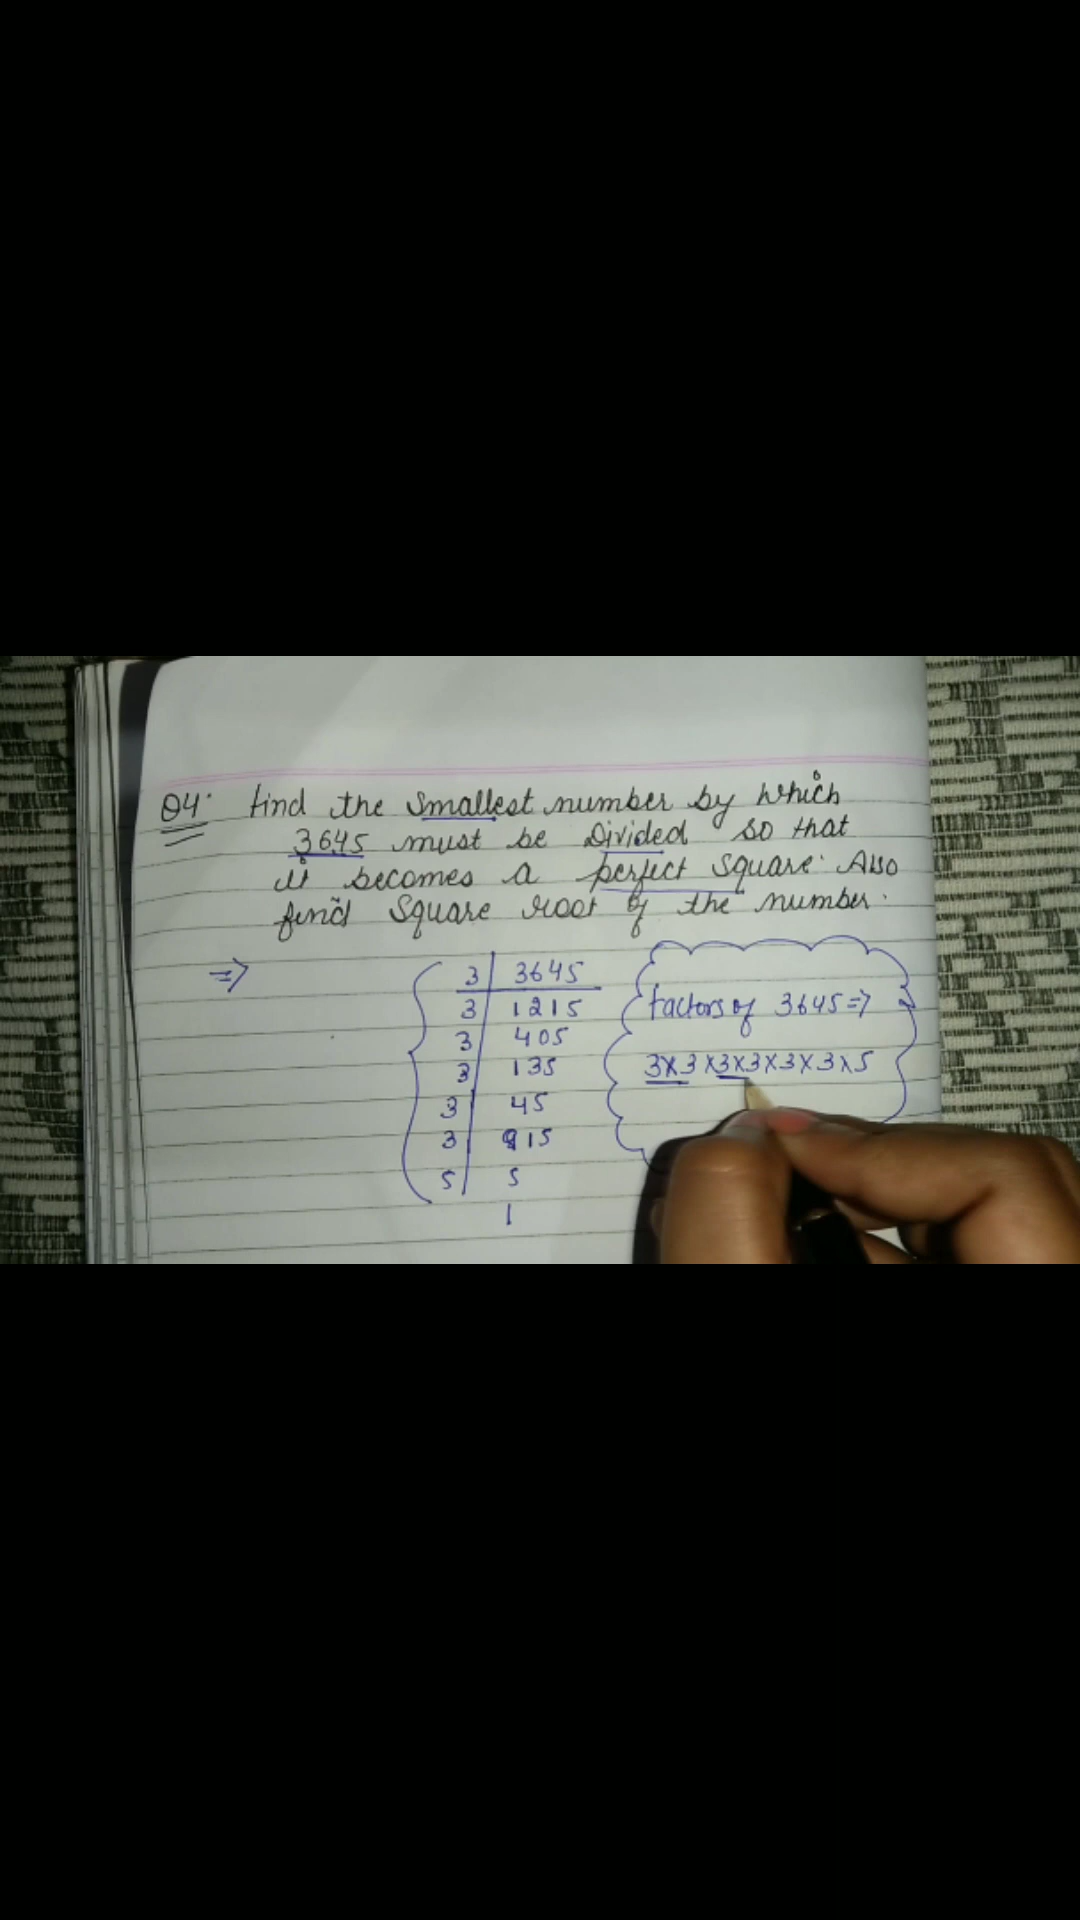 Q4. find the smallest number by which
3645 must be Divided so that
it becomes a perfect square. Also
find Square root of the number.
=> 3 | 3645
3 | 1215
3 | 405
3 | 135
3 | 45
3 | 15
5 | 5
1
factors of 3645 =>
3×3×3×3×3×3×5